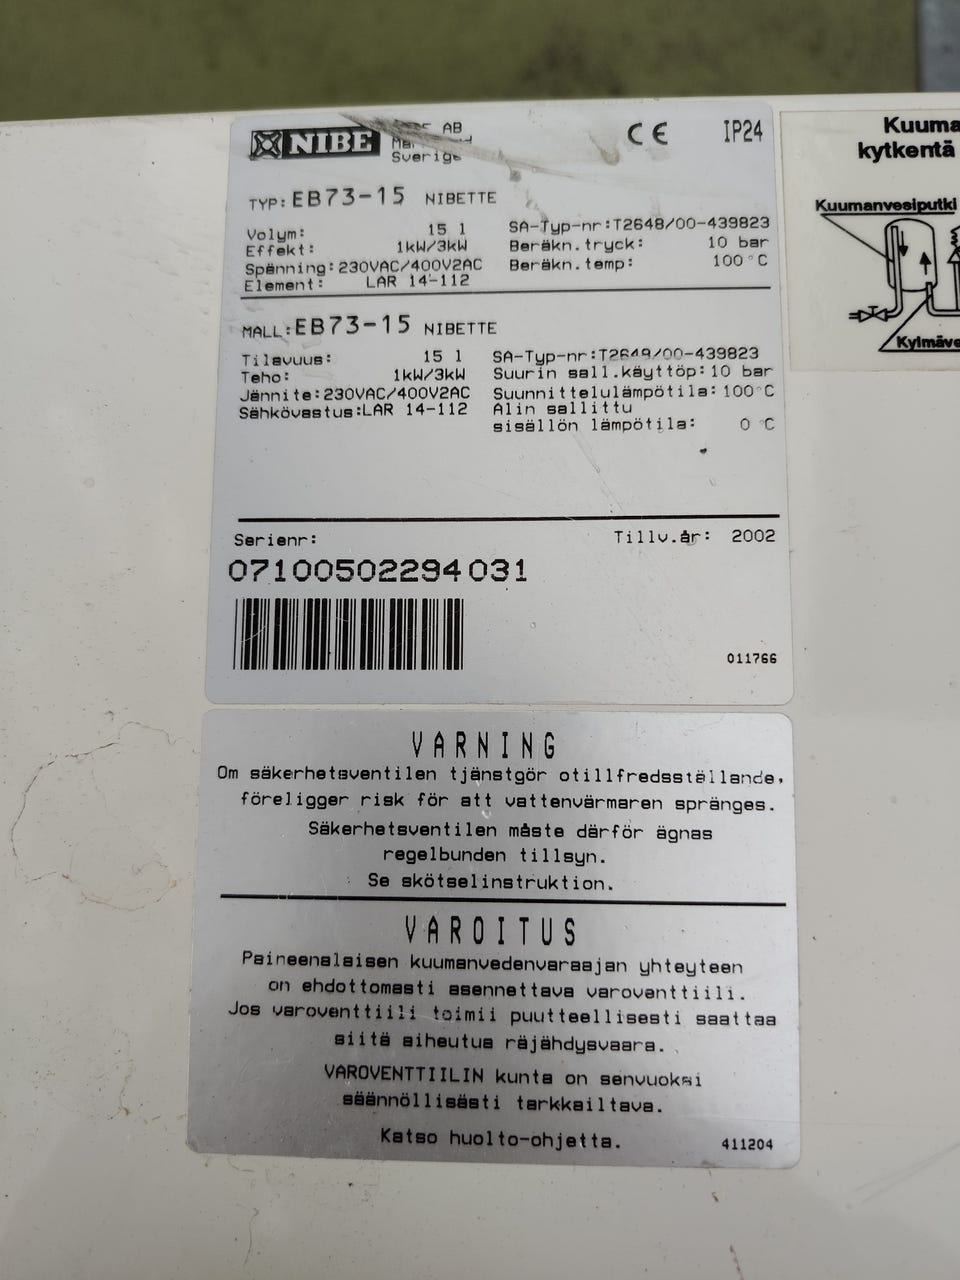 NIBE
AB
Sverige
CE
IP24
TYP: EB73-15 NIBETTE
Volym: 15 l
Effekt: 1kW/3kW
Spänning: 230VAC/400V2AC
Element: LAR 14-112
SA-Typ-nr: T2648/00-439823
Beräkn.tryck: 10 bar
Beräkn.temp: 100°C
MALL: EB73-15 NIBETTE
Tilavuus: 15 l
Teho: 1kW/3kW
Jännite: 230VAC/400V2AC
Sähkövastus: LAR 14-112
SA-Typ-nr: T2648/00-439823
Suurin sall.käyttöp: 10 bar
Suunnittelulämpötila: 100°C
Alin sallittu
sisällön lämpötila: 0 °C
Serienr:
Tillv.år: 2002
07100502294031
011766
VARNING
Om säkerhetsventilen tjänstgör otillfredsställande,
föreligger risk för att vattenvärmaren spränges.
Säkerhetsventilen måste därför ägnas
regelbunden tillsyn.
Se skötselinstruktion.
VAROITUS
Paineenalaisen kuumanvedenvaraajan yhteyteen
on ehdottomasti asennettava varoventtiili.
Jos varoventtiili toimii puutteellisesti saattaa
siitä aiheutua räjähdysvaara.
VAROVENTTIILIN kunta on senvuoksi
säännöllisästi tarkkailtava.
Katso huolto-ohjetta.
411204
Kuuma
kytkentä
Kuumanvesiputki
Kylmäve